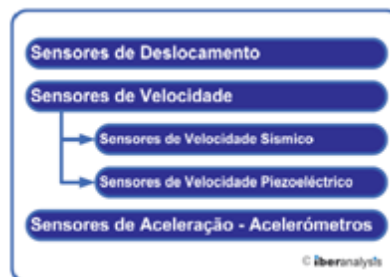 Sensores de Deslocamento
Sensores de Velocidade
Sensores de Velocidade Sísmico
Sensores de Velocidade Piezoeléctrico
Sensores de Aceleração - Acelerómetros
© iberanalysis